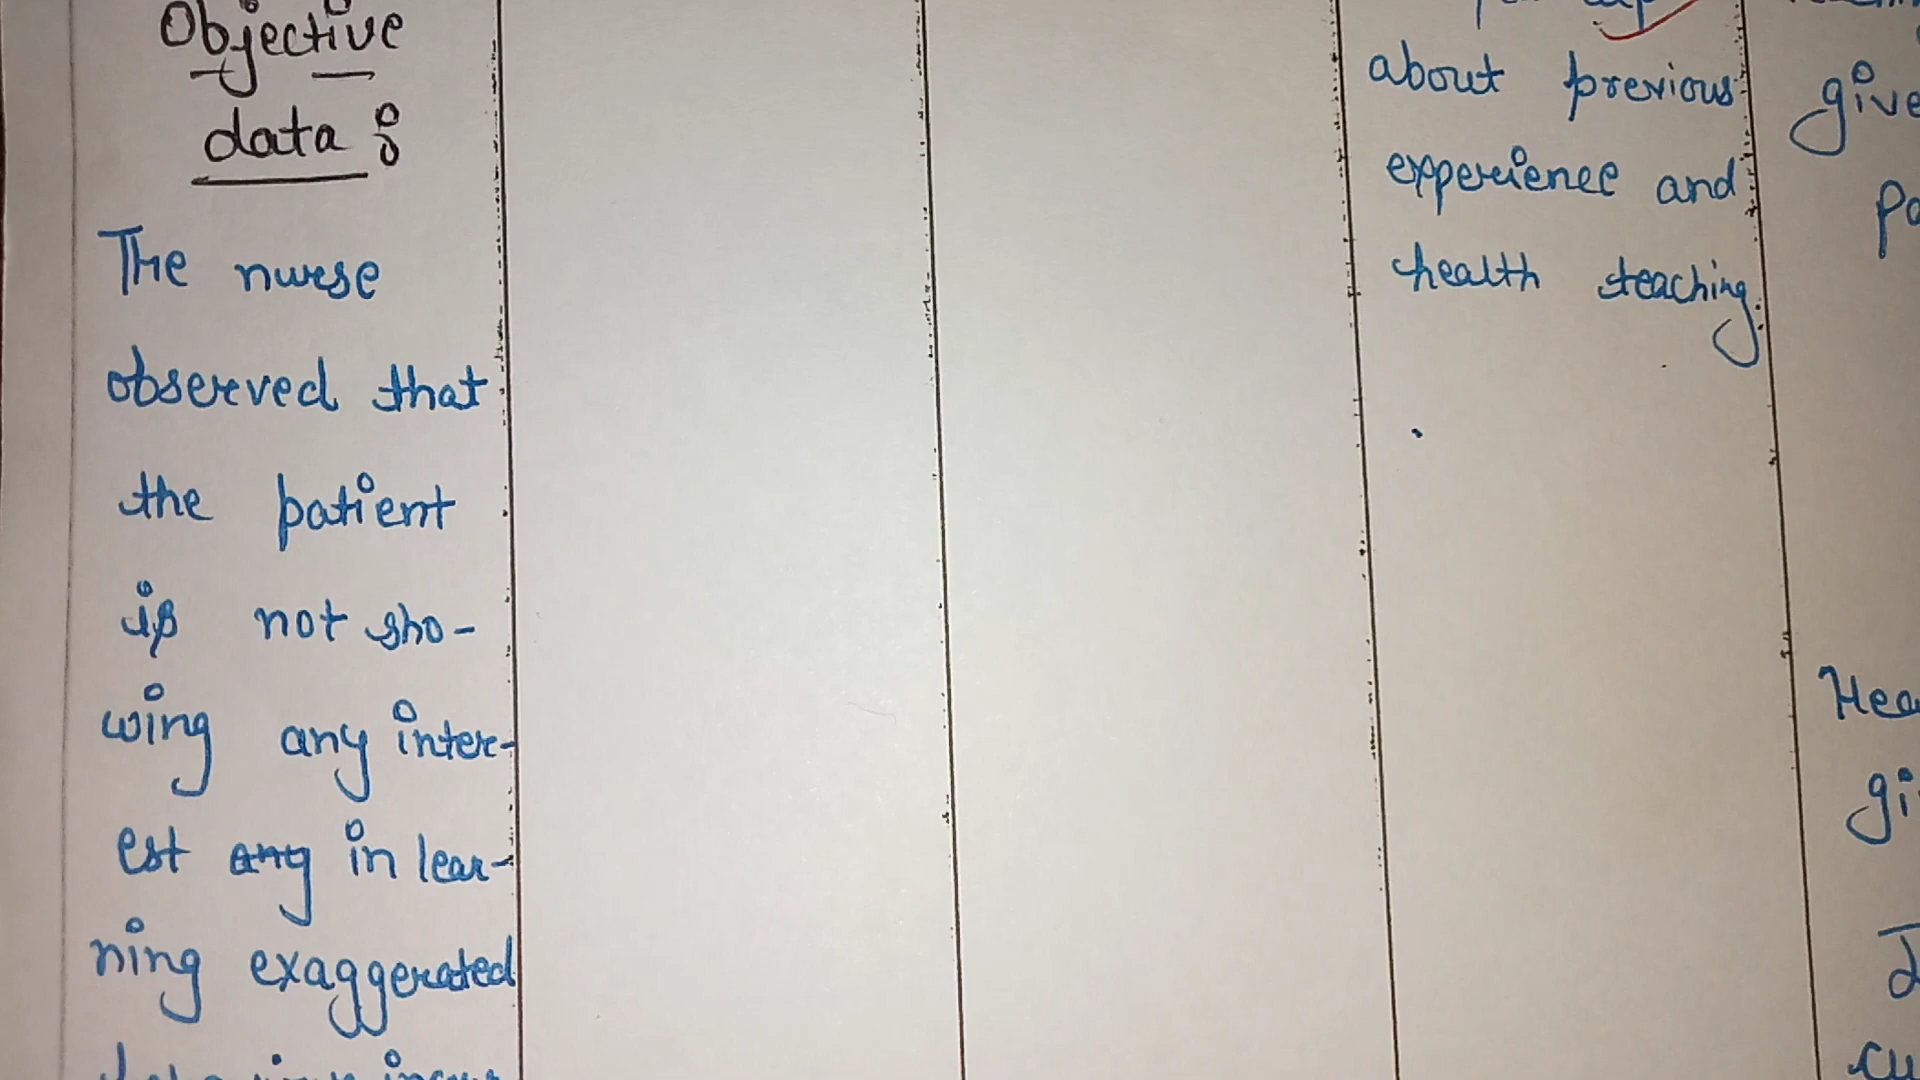 Objective
data :
The nurse
observed that
the patient
is not sho-
wing any inter-
est any in lear-
ning exaggerated
about previous
experience and
health teaching.
give